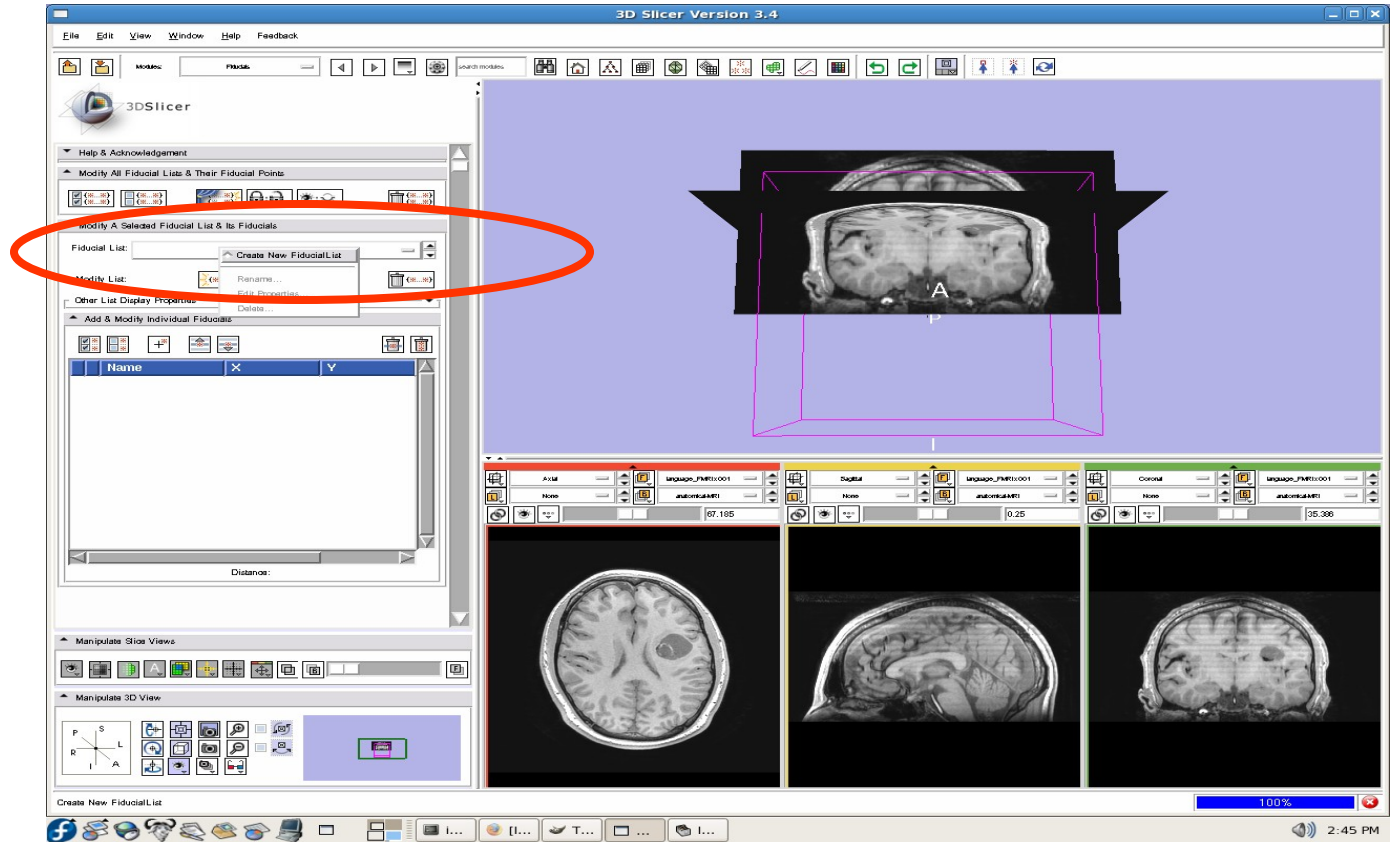 3D Slicer Version 3.4
File Edit View Window Help Feedback
Modules: Fiducials search modules
3DSlicer
Help & Acknowledgement
Modify All Fiducial Lists & Their Fiducial Points
Modify A Selected Fiducial List & Its Fiducials
Fiducial List:
Create New FiducialList
Modify List:
Rename...
Edit Properties...
Delete...
Other List Display Properties
Add & Modify Individual Fiducials
Name X Y
Distance:
Manipulate Slice Views
Manipulate 3D View
P S L R I A
A
P
I
Axial language_fMRIx001
None anatomical-MRI
67.185
Sagittal language_fMRIx001
None anatomical-MRI
0.25
Coronal language_fMRIx001
None anatomical-MRI
35.386
Create New FiducialList
100%
i... [I... T... ... I...
2:45 PM